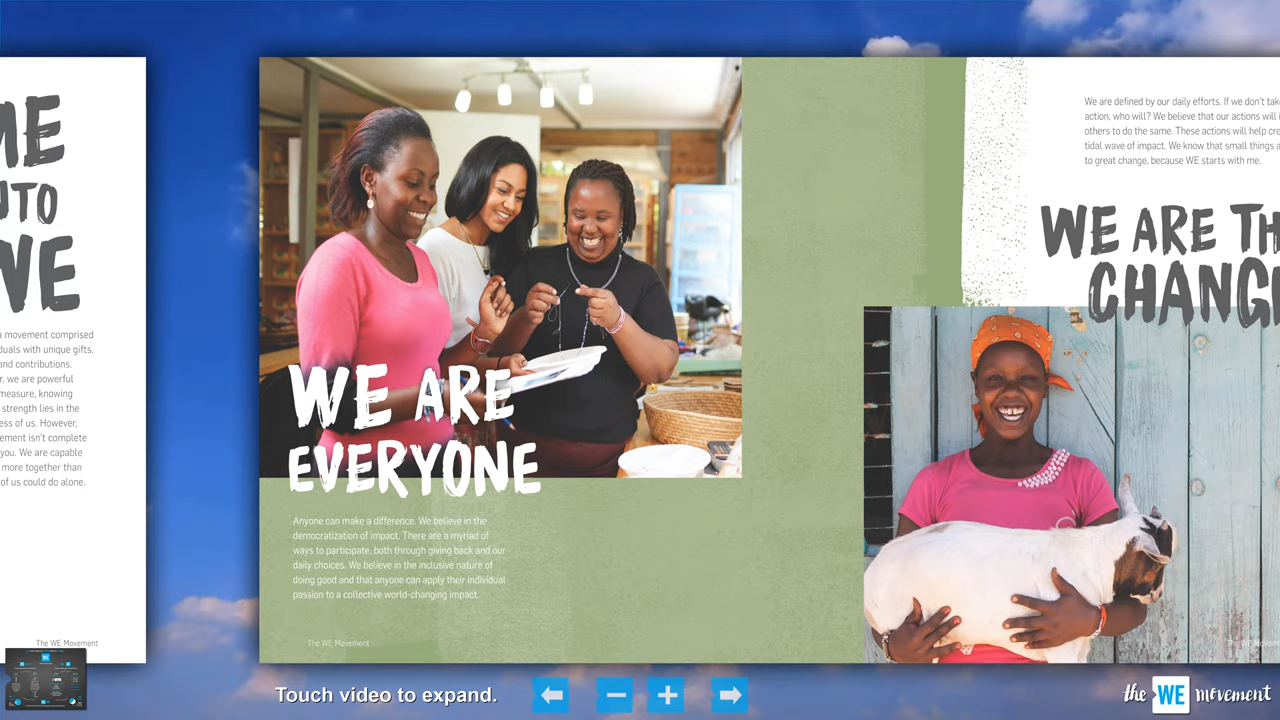 ME
NTO
WE
a movement comprised
duals with unique gifts,
and contributions.
r, we are powerful
measure, knowing
strength lies in the
ess of us. However,
ement isn't complete
you. We are capable
more together than
of us could do alone.
The WE Movement
WE ARE
EVERYONE
Anyone can make a difference. We believe in the
democratization of impact. There are a myriad of
ways to participate, both through giving back and our
daily choices. We believe in the inclusive nature of
doing good and that anyone can apply their individual
passion to a collective world-changing impact.
The WE Movement
We are defined by our daily efforts. If we don't tak
action, who will? We believe that our actions will
others to do the same. These actions will help cre
tidal wave of impact. We know that small things a
to great change, because WE starts with me.
WE ARE TH
CHANG
Touch video to expand.
the WE movement